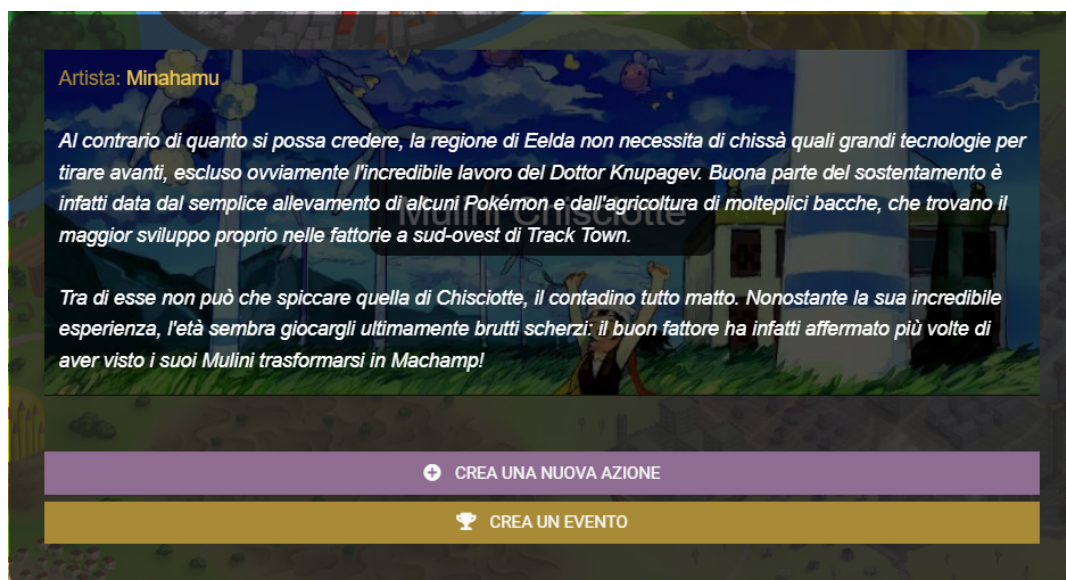 Artista: Minahamu
Al contrario di quanto si possa credere, la regione di Eelda non necessita di chissà quali grandi tecnologie per
tirare avanti, escluso ovviamente l'incredibile lavoro del Dottor Knupagev. Buona parte del sostentamento è
infatti data dal semplice allevamento di alcuni Pokémon e dall'agricoltura di molteplici bacche, che trovano il
Mulini Chisciotte
maggior sviluppo proprio nelle fattorie a sud-ovest di Track Town.
Tra di esse non può che spiccare quella di Chisciotte, il contadino tutto matto. Nonostante la sua incredibile
esperienza, l'età sembra giocargli ultimamente brutti scherzi: il buon fattore ha infatti affermato più volte di
aver visto i suoi Mulini trasformarsi in Machamp!
CREA UNA NUOVA AZIONE
CREA UN EVENTO